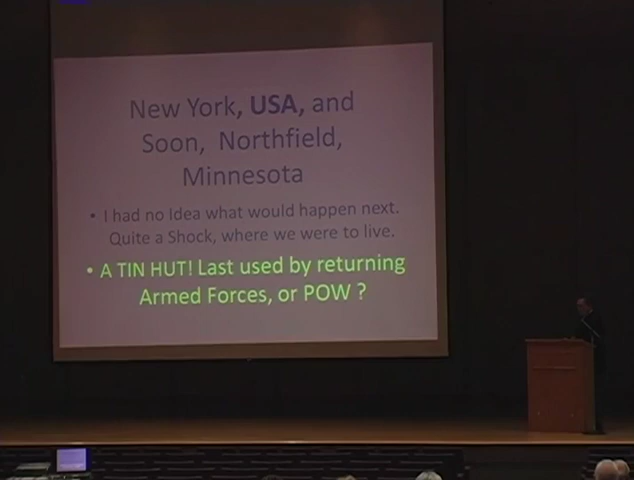 New York, USA, and
Soon, Northfield,
Minnesota
• I had no Idea what would happen next.
Quite a Shock, where we were to live.
• A TIN HUT! Last used by returning
Armed Forces, or POW ?